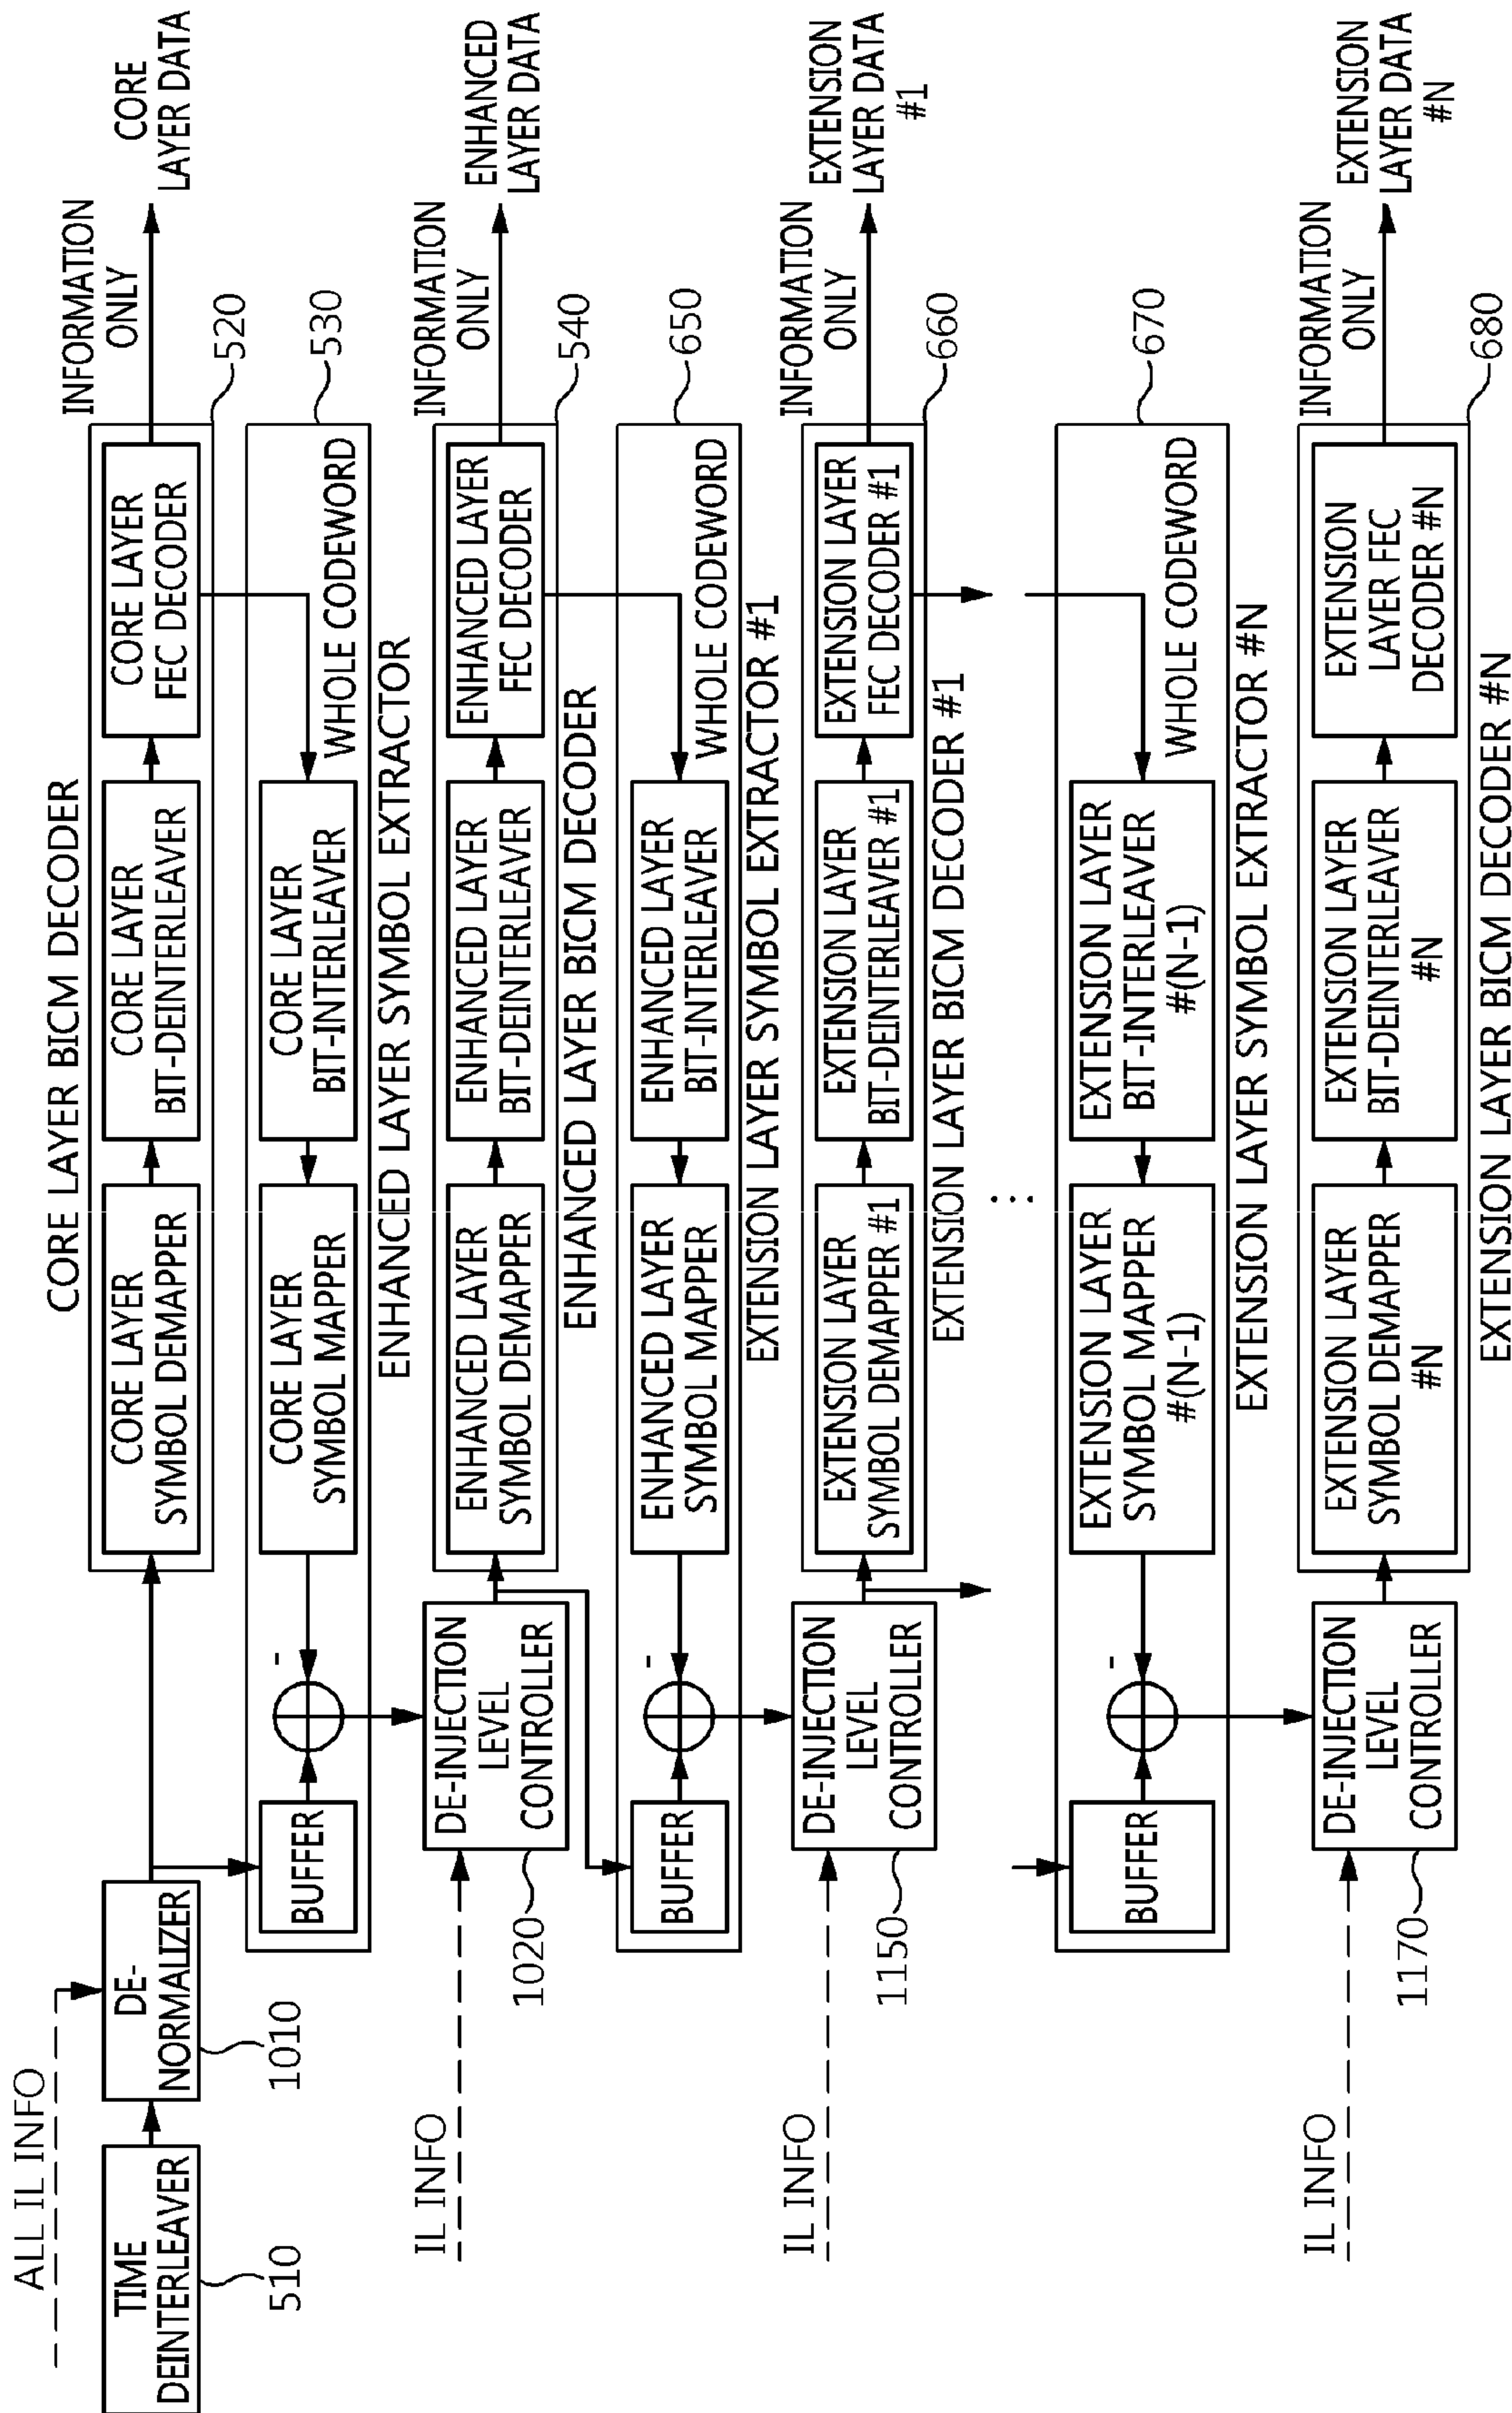 ALL IL INFO
TIME
DEINTERLEAVER
510
DE-
NORMALIZER
1010
CORE LAYER BICM DECODER
CORE LAYER
SYMBOL DEMAPPER
CORE LAYER
BIT-DEINTERLEAVER
CORE LAYER
FEC DECODER
INFORMATION
ONLY
CORE
LAYER DATA
520
BUFFER
-
CORE LAYER
SYMBOL MAPPER
CORE LAYER
BIT-INTERLEAVER
WHOLE CODEWORD
530
ENHANCED LAYER SYMBOL EXTRACTOR
IL INFO
DE-INJECTION
LEVEL
CONTROLLER
1020
ENHANCED LAYER
SYMBOL DEMAPPER
ENHANCED LAYER
BIT-DEINTERLEAVER
ENHANCED LAYER
FEC DECODER
INFORMATION
ONLY
ENHANCED
LAYER DATA
540
ENHANCED LAYER BICM DECODER
BUFFER
-
ENHANCED LAYER
SYMBOL MAPPER
ENHANCED LAYER
BIT-INTERLEAVER
WHOLE CODEWORD
650
EXTENSION LAYER SYMBOL EXTRACTOR #1
IL INFO
DE-INJECTION
LEVEL
CONTROLLER
1150
EXTENSION LAYER
SYMBOL DEMAPPER #1
EXTENSION LAYER
BIT-DEINTERLEAVER #1
EXTENSION LAYER
FEC DECODER #1
INFORMATION
ONLY
EXTENSION
LAYER DATA
#1
660
EXTENSION LAYER BICM DECODER #1
...
BUFFER
-
EXTENSION LAYER
SYMBOL MAPPER
#(N-1)
EXTENSION LAYER
BIT-INTERLEAVER
#(N-1)
WHOLE CODEWORD
670
EXTENSION LAYER SYMBOL EXTRACTOR #N
IL INFO
DE-INJECTION
LEVEL
CONTROLLER
1170
EXTENSION LAYER
SYMBOL DEMAPPER
#N
EXTENSION LAYER
BIT-DEINTERLEAVER
#N
EXTENSION
LAYER FEC
DECODER #N
INFORMATION
ONLY
EXTENSION
LAYER DATA
#N
680
EXTENSION LAYER BICM DECODER #N